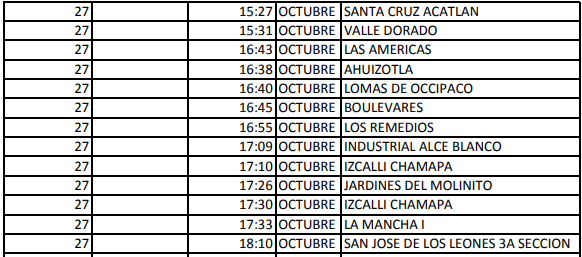 27 15:27 OCTUBRE SANTA CRUZ ACATLAN
27 15:31 OCTUBRE VALLE DORADO
27 16:43 OCTUBRE LAS AMERICAS
27 16:38 OCTUBRE AHUIZOTLA
27 16:40 OCTUBRE LOMAS DE OCCIPACO
27 16:45 OCTUBRE BOULEVARES
27 16:55 OCTUBRE LOS REMEDIOS
27 17:09 OCTUBRE INDUSTRIAL ALCE BLANCO
27 17:10 OCTUBRE IZCALLI CHAMAPA
27 17:26 OCTUBRE JARDINES DEL MOLINITO
27 17:30 OCTUBRE IZCALLI CHAMAPA
27 17:33 OCTUBRE LA MANCHA I
27 18:10 OCTUBRE SAN JOSE DE LOS LEONES 3A SECCION